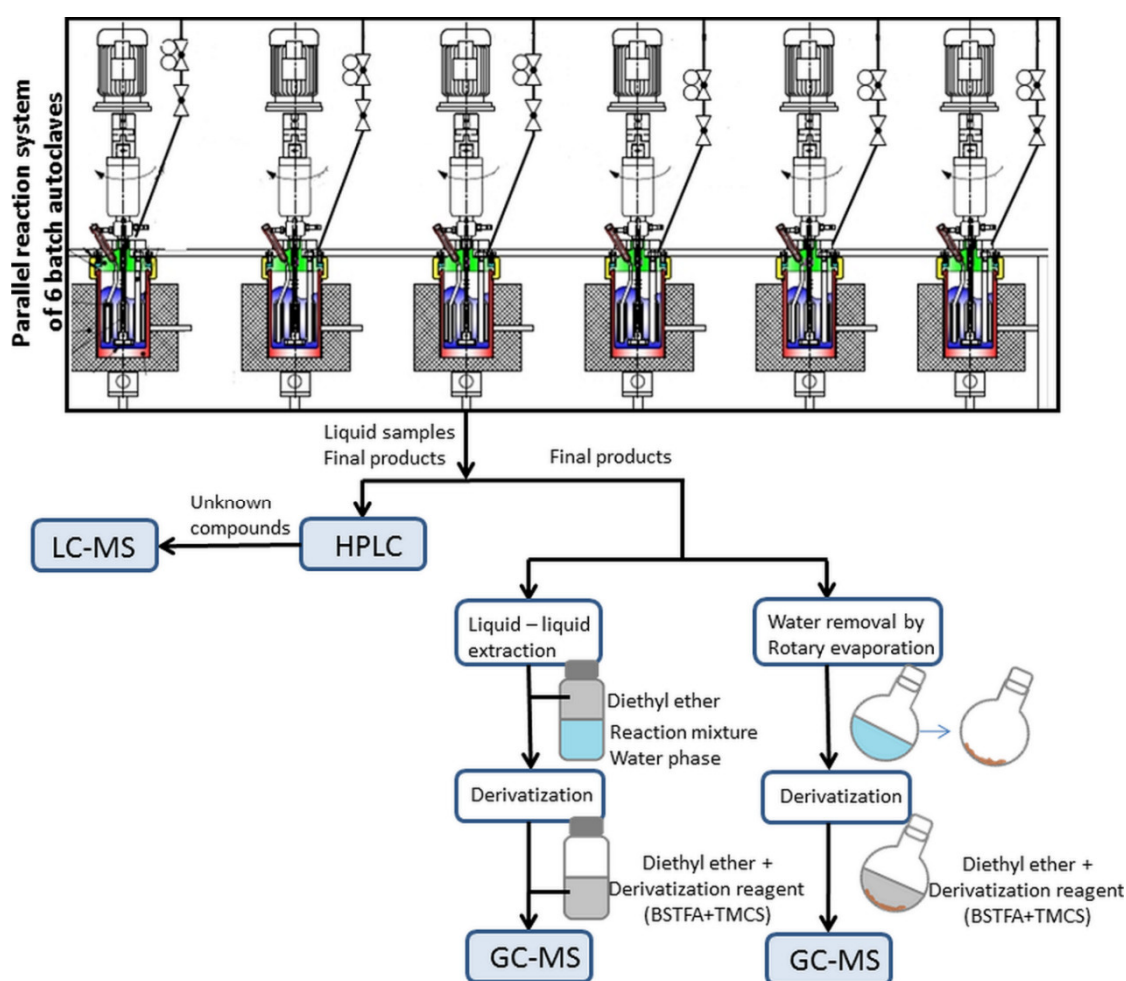 Parallel reaction system
of 6 batch autoclaves
Liquid samples
Final products
Final products
Unknown
compounds
LC-MS
HPLC
Liquid – liquid
extraction
Water removal by
Rotary evaporation
Diethyl ether
Reaction mixture
Water phase
Derivatization
Derivatization
Diethyl ether +
Derivatization reagent
(BSTFA+TMCS)
Diethyl ether +
Derivatization reagent
(BSTFA+TMCS)
GC-MS
GC-MS